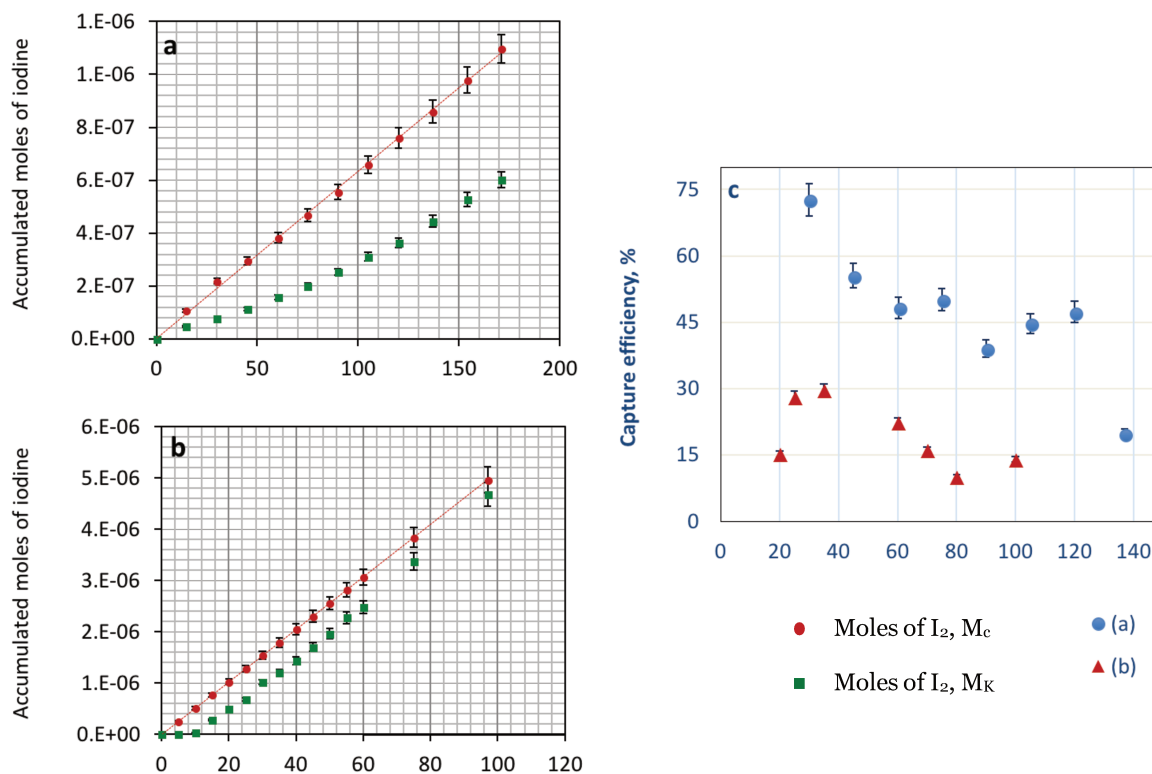 Accumulated moles of iodine
a
1.E-06
1.E-06
8.E-07
6.E-07
4.E-07
2.E-07
0.E+00
0 50 100 150 200
Accumulated moles of iodine
b
6.E-06
5.E-06
4.E-06
3.E-06
2.E-06
1.E-06
0.E+00
0 20 40 60 80 100 120
Capture efficiency, %
c
75
60
45
30
15
0
0 20 40 60 80 100 120 140
Moles of I₂, Mc
Moles of I₂, MK
(a)
(b)